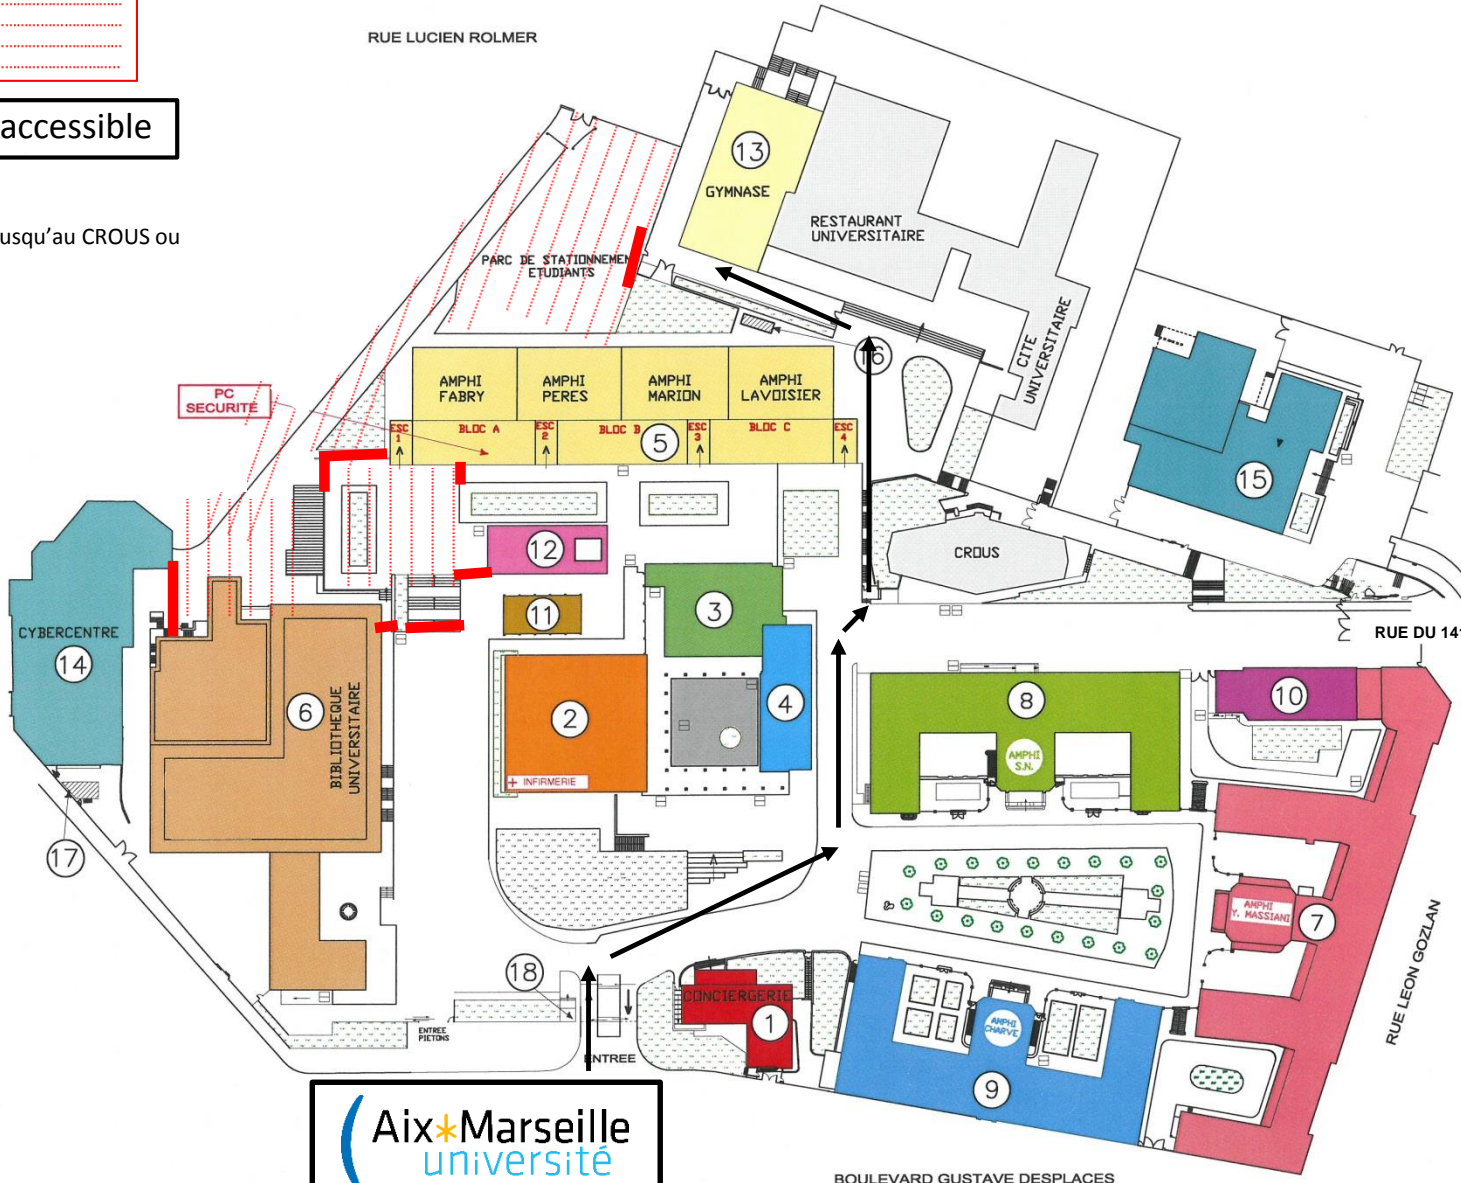 RUE LUCIEN ROLMER
accessible
usqu'au CROUS ou
13
GYMNASE
RESTAURANT
UNIVERSITAIRE
PARC DE STATIONNEMEN
ETUDIANTS
CITE
UNIVERSITAIRE
16
PC
SECURITE
AMPHI
FABRY
AMPHI
PERES
AMPHI
MARION
AMPHI
LAVOISIER
ESC
1
BLOC A
ESC
2
BLOC B
5
ESC
3
BLOC C
ESC
4
15
12
CROUS
11
3
CYBERCENTRE
14
RUE DU 141
6
BIBLIOTHEQUE
UNIVERSITAIRE
2
4
8
10
AMPHI
S.N.
+ INFIRMERIE
17
AMPHI
Y. MASSIANI
7
RUE LEON GOZLAN
18
CONCIERGERIE
1
AMPHI
CHARVE
ENTREE
PIETONS
ENTREE
9
Aix*Marseille
université
BOULEVARD GUSTAVE DESPLACES